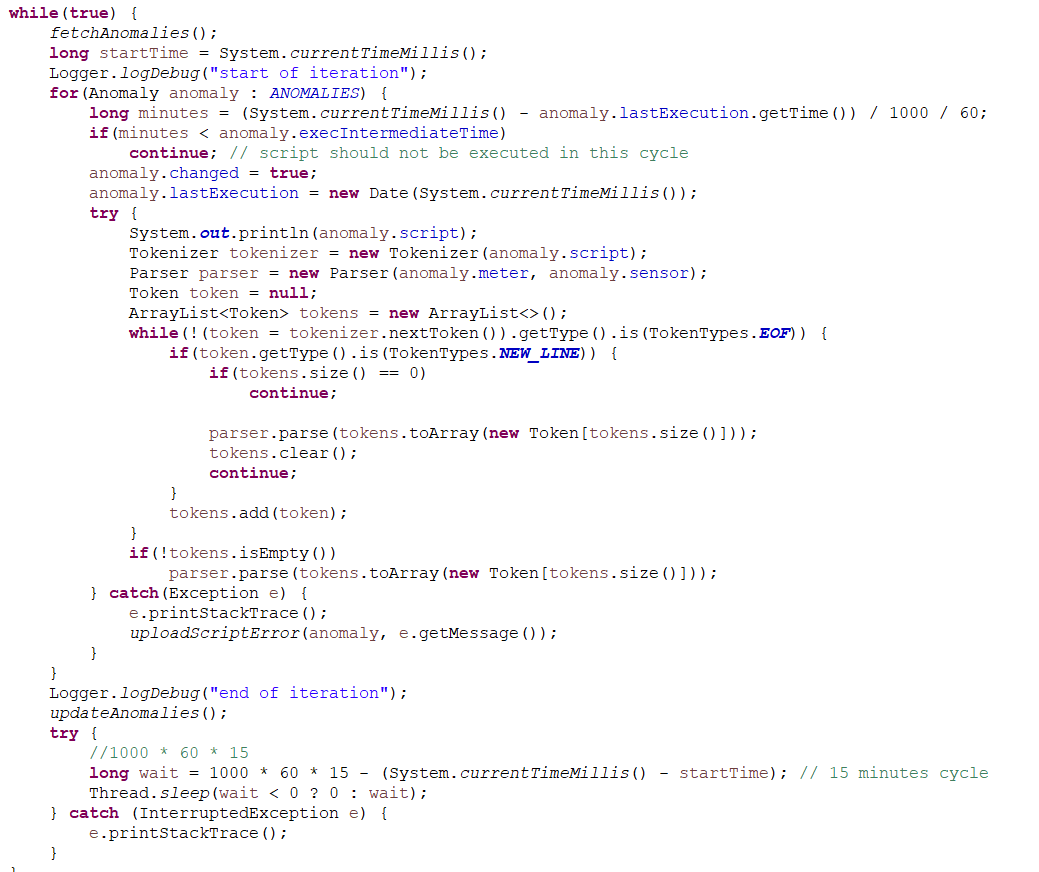 while(true) {
    fetchAnomalies();
    long startTime = System.currentTimeMillis();
    Logger.logDebug("start of iteration");
    for(Anomaly anomaly : ANOMALIES) {
        long minutes = (System.currentTimeMillis() - anomaly.lastExecution.getTime()) / 1000 / 60;
        if(minutes < anomaly.execIntermediateTime)
            continue; // script should not be executed in this cycle
        anomaly.changed = true;
        anomaly.lastExecution = new Date(System.currentTimeMillis());
        try {
            System.out.println(anomaly.script);
            Tokenizer tokenizer = new Tokenizer(anomaly.script);
            Parser parser = new Parser(anomaly.meter, anomaly.sensor);
            Token token = null;
            ArrayList<Token> tokens = new ArrayList<>();
            while(!(token = tokenizer.nextToken()).getType().is(TokenTypes.EOF)) {
                if(token.getType().is(TokenTypes.NEW_LINE)) {
                    if(tokens.size() == 0)
                        continue;

                    parser.parse(tokens.toArray(new Token[tokens.size()]));
                    tokens.clear();
                    continue;
                }
                tokens.add(token);
            }
            if(!tokens.isEmpty())
                parser.parse(tokens.toArray(new Token[tokens.size()]));
        } catch(Exception e) {
            e.printStackTrace();
            uploadScriptError(anomaly, e.getMessage());
        }
    }
    Logger.logDebug("end of iteration");
    updateAnomalies();
    try {
        //1000 * 60 * 15
        long wait = 1000 * 60 * 15 - (System.currentTimeMillis() - startTime); // 15 minutes cycle
        Thread.sleep(wait < 0 ? 0 : wait);
    } catch (InterruptedException e) {
        e.printStackTrace();
    }